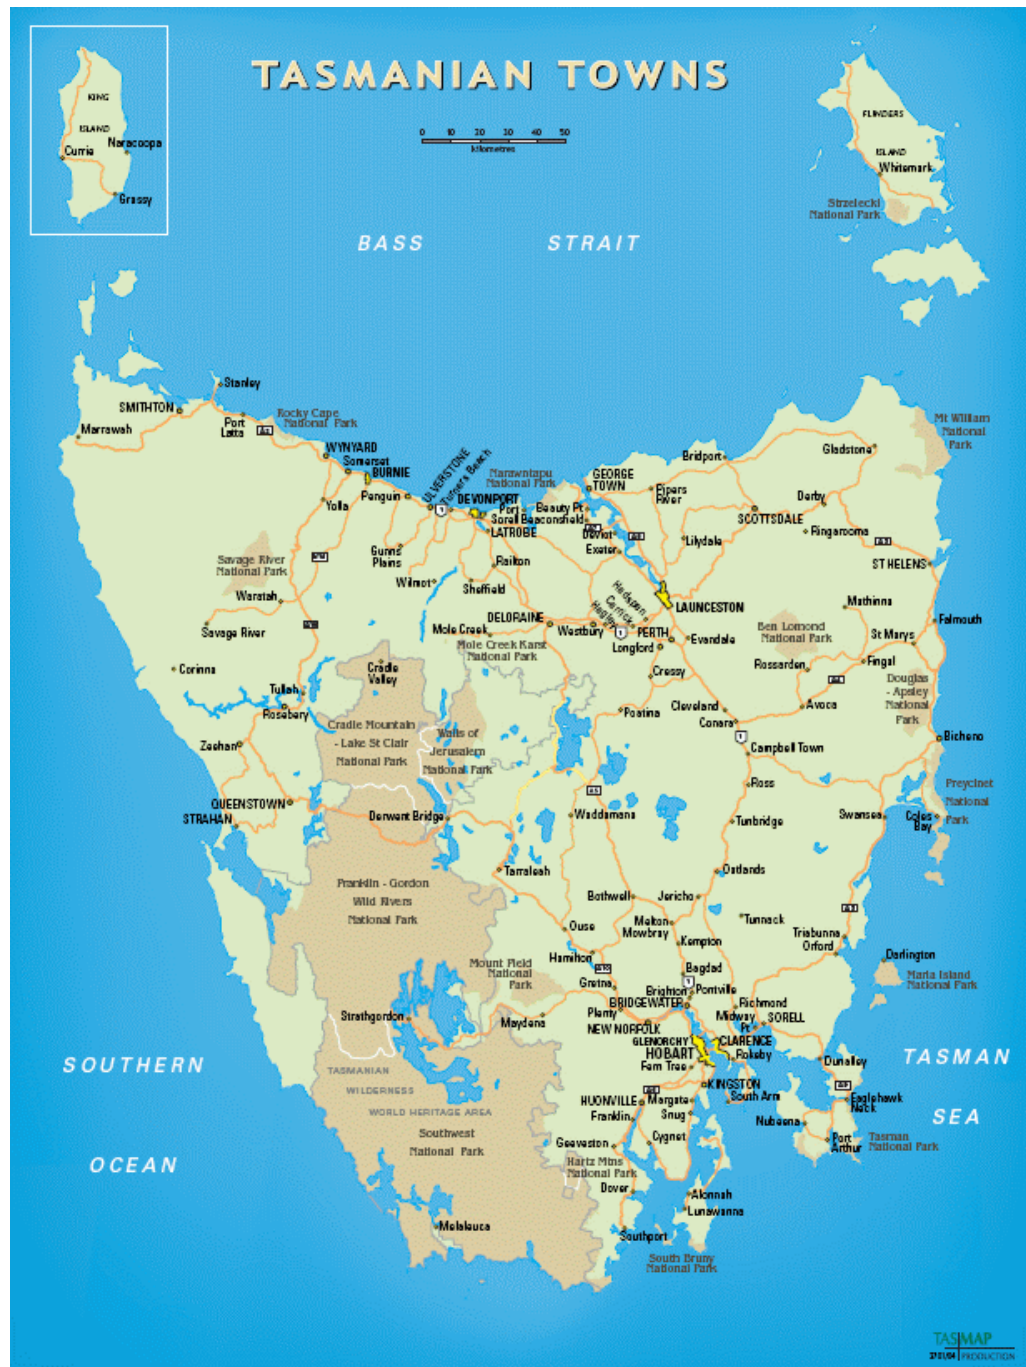 TASMANIAN TOWNS
0 10 20 30 40 50
kilometres
KING
ISLAND
Currie
Naracoopa
Grassy
FLINDERS
ISLAND
Whitemark
Strzelecki
National Park
BASS STRAIT
Stanley
SMITHTON
Marrawah
Port
Latta
Rocky Cape
National Park
WYNYARD
Somerset
BURNIE
Penguin
ULVERSTONE
Turners Beach
DEVONPORT
Port
Sorell
LATROBE
Narawntapu
National Park
GEORGE
TOWN
Beauty Pt
Beaconsfield
Deviot
Exeter
Pipers
River
Bridport
Gladstone
Mt William
National
Park
Derby
SCOTTSDALE
Ringarooma
Lilydale
ST HELENS
Yolla
Gunns
Plains
Wilmot
Railton
Sheffield
Savage River
National Park
Waratah
Savage River
Corinna
DELORAINE
Mole Creek
Mole Creek Karst
National Park
Westbury
Hagley
Carrick
Hadspen
1
PERTH
Longford
LAUNCESTON
Evandale
Cressy
Ben Lomond
National Park
Mathinna
Falmouth
St Marys
Fingal
Rossarden
Douglas
- Apsley
National
Park
Avoca
Cleveland
Conara
Poatina
Campbell Town
Bicheno
Cradle
Valley
Tullah
Rosebery
Zeehan
Cradle Mountain
- Lake St Clair
National Park
Walls of
Jerusalem
National Park
QUEENSTOWN
STRAHAN
Derwent Bridge
Waddamana
A5
Ross
Tunbridge
Swansea
Coles
Bay
Freycinet
National
Park
Franklin - Gordon
Wild Rivers
National Park
Tarraleah
Oatlands
Bothwell
Jericho
Melton
Mowbray
Tunnack
Ouse
Kempton
Triabunna
Orford
Darlington
Maria Island
National Park
Hamilton
A10
Bagdad
Mount Field
National
Park
Gretna
Brighton
Pontville
BRIDGEWATER
Richmond
Midway
Pt
SORELL
Plenty
NEW NORFOLK
Maydena
Strathgordon
GLENORCHY
CLARENCE
HOBART
Rokeby
Fern Tree
Dunalley
KINGSTON
South Arm
Eaglehawk
Neck
HUONVILLE
Margate
Franklin
Snug
Nubeena
Port
Arthur
Tasman
National Park
Cygnet
Geeveston
Hartz Mtns
National Park
Dover
Alonnah
Lunawanna
Southport
South Bruny
National Park
TASMANIAN
WILDERNESS
WORLD HERITAGE AREA
Southwest
National Park
Melaleuca
SOUTHERN
OCEAN
TASMAN
SEA
TASMAP
PRODUCTION